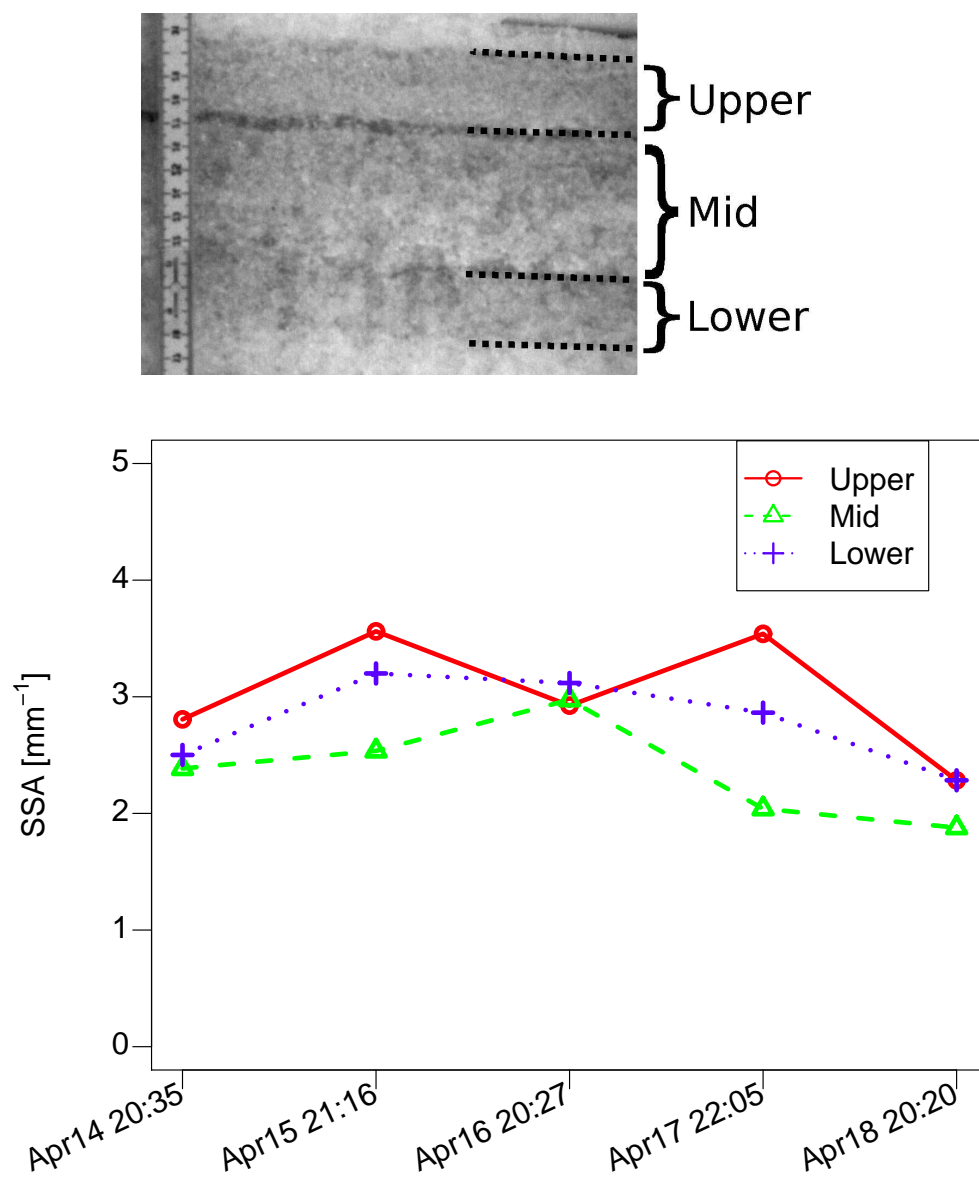 Upper
Mid
Lower
SSA [mm⁻¹]
5
4
3
2
1
0
Upper
Mid
Lower
Apr14 20:35
Apr15 21:16
Apr16 20:27
Apr17 22:05
Apr18 20:20